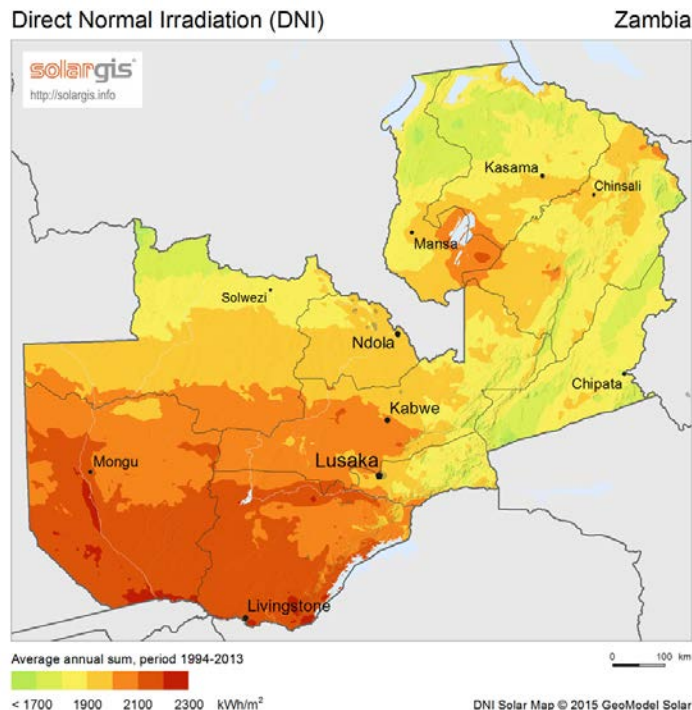 Direct Normal Irradiation (DNI)
Zambia
solargis
http://solargis.info
Kasama
Chinsali
Mansa
Solwezi
Ndola
Chipata
Kabwe
Mongu
Lusaka
Livingstone
Average annual sum, period 1994-2013
0 100 km
< 1700 1900 2100 2300 kWh/m²
DNI Solar Map © 2015 GeoModel Solar